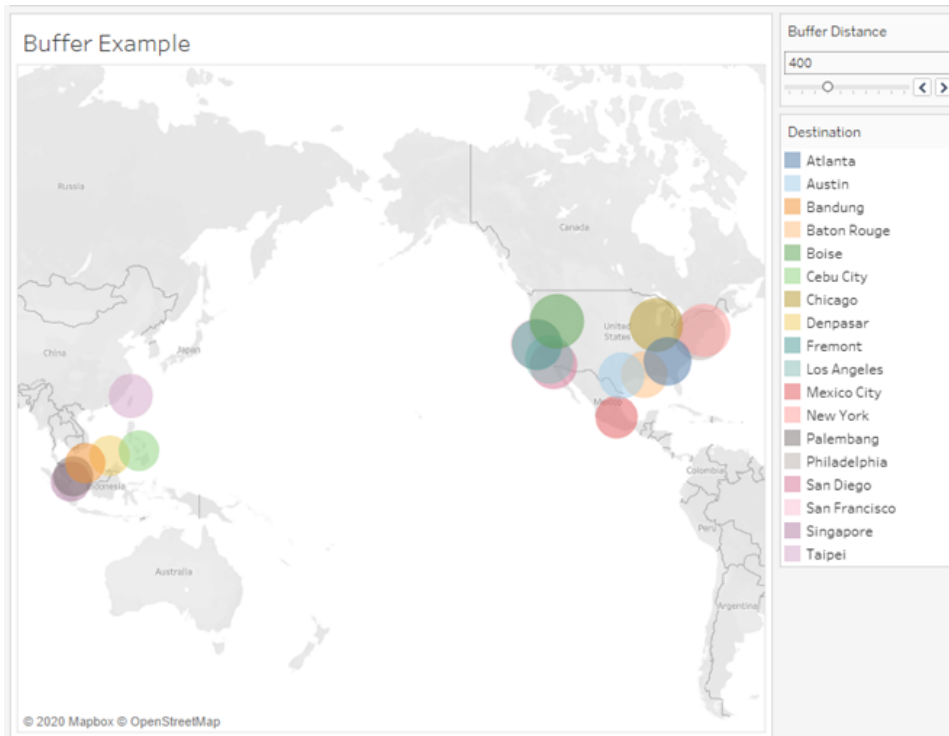 Buffer Example
Buffer Distance
400
Destination
Atlanta
Austin
Bandung
Baton Rouge
Boise
Cebu City
Chicago
Denpasar
Fremont
Los Angeles
Mexico City
New York
Palembang
Philadelphia
San Diego
San Francisco
Singapore
Taipei
Russia
Canada
China
Japan
United
States
Mexico
Indonesia
Colombia
Peru
Australia
Argentina
© 2020 Mapbox © OpenStreetMap